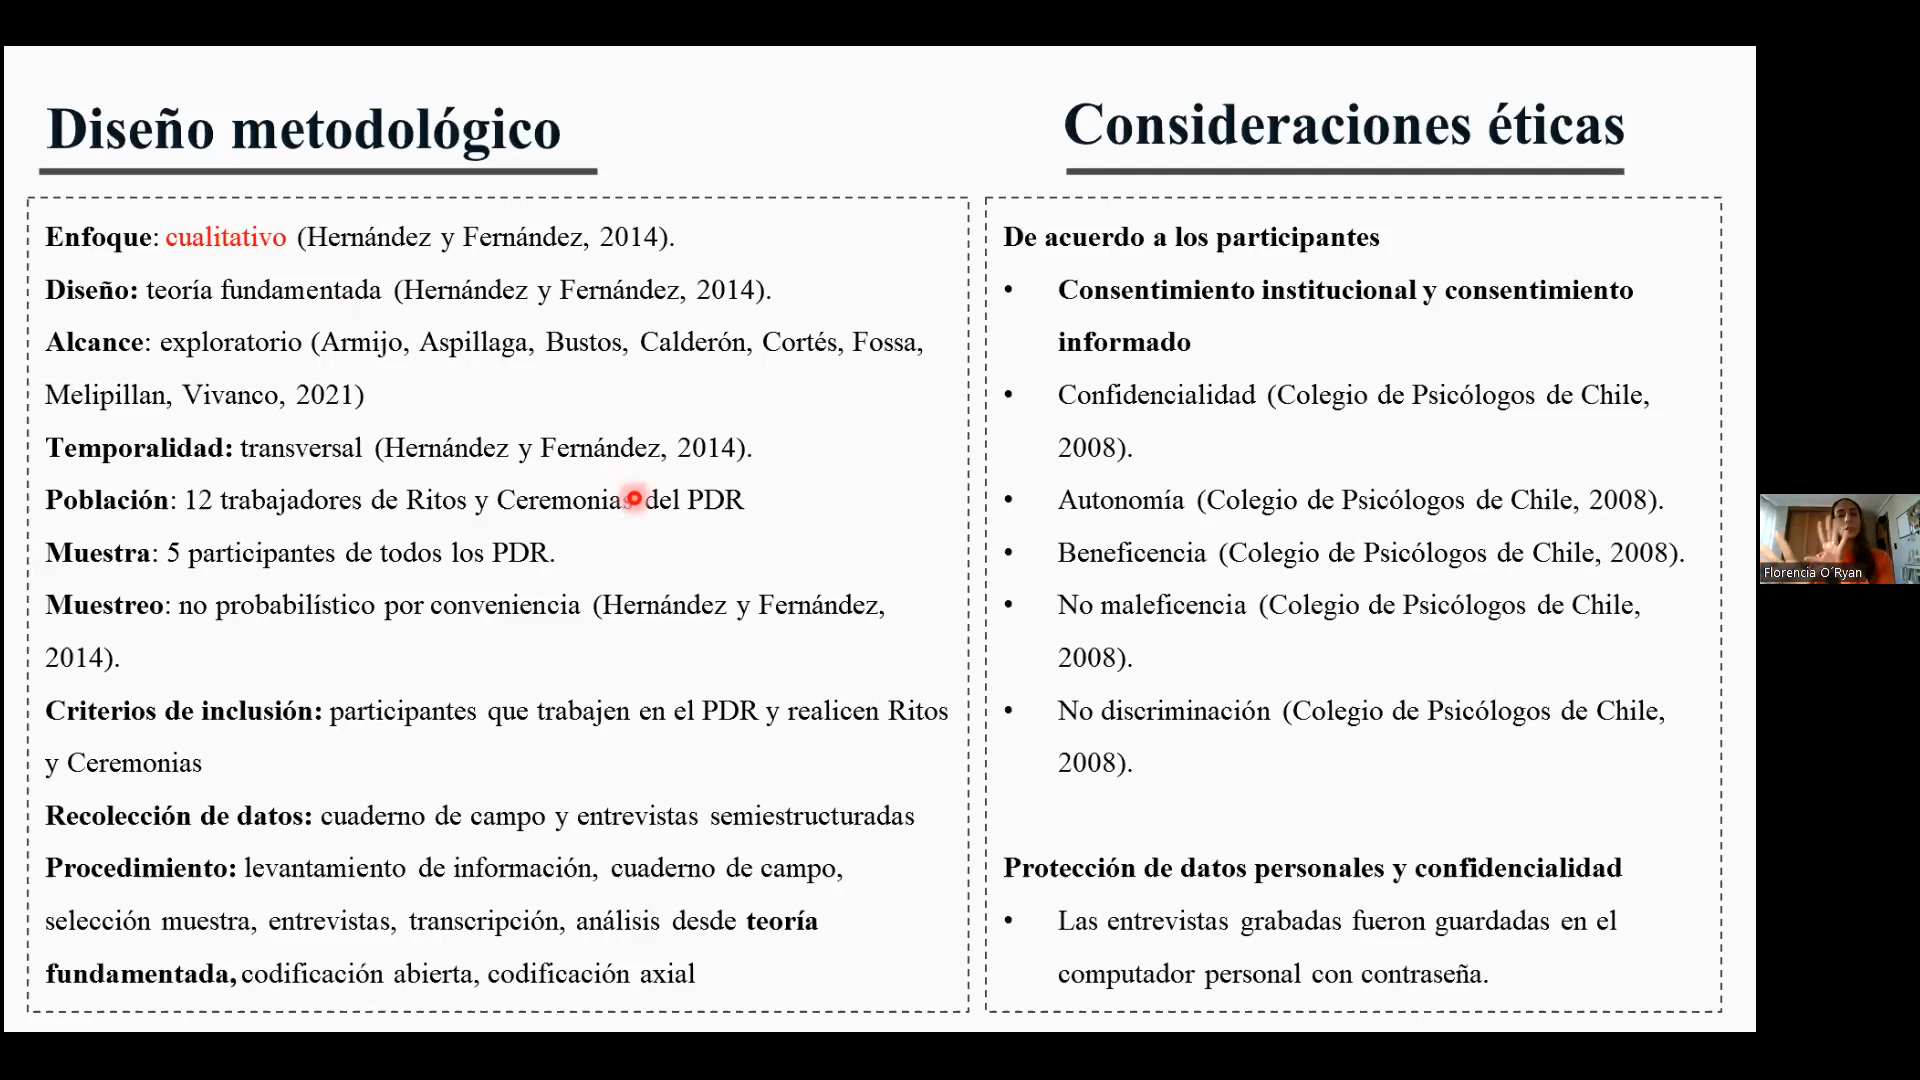 Diseño metodológico
Enfoque: cualitativo (Hernández y Fernández, 2014).
Diseño: teoría fundamentada (Hernández y Fernández, 2014).
Alcance: exploratorio (Armijo, Aspillaga, Bustos, Calderón, Cortés, Fossa,
Melipillan, Vivanco, 2021)
Temporalidad: transversal (Hernández y Fernández, 2014).
Población: 12 trabajadores de Ritos y Ceremonias del PDR
Muestra: 5 participantes de todos los PDR.
Muestreo: no probabilístico por conveniencia (Hernández y Fernández,
2014).
Criterios de inclusión: participantes que trabajen en el PDR y realicen Ritos
y Ceremonias
Recolección de datos: cuaderno de campo y entrevistas semiestructuradas
Procedimiento: levantamiento de información, cuaderno de campo,
selección muestra, entrevistas, transcripción, análisis desde teoría
fundamentada, codificación abierta, codificación axial
Consideraciones éticas
De acuerdo a los participantes
• Consentimiento institucional y consentimiento
informado
• Confidencialidad (Colegio de Psicólogos de Chile,
2008).
• Autonomía (Colegio de Psicólogos de Chile, 2008).
• Beneficencia (Colegio de Psicólogos de Chile, 2008).
• No maleficencia (Colegio de Psicólogos de Chile,
2008).
• No discriminación (Colegio de Psicólogos de Chile,
2008).
Protección de datos personales y confidencialidad
• Las entrevistas grabadas fueron guardadas en el
computador personal con contraseña.
Florencia O´Ryan